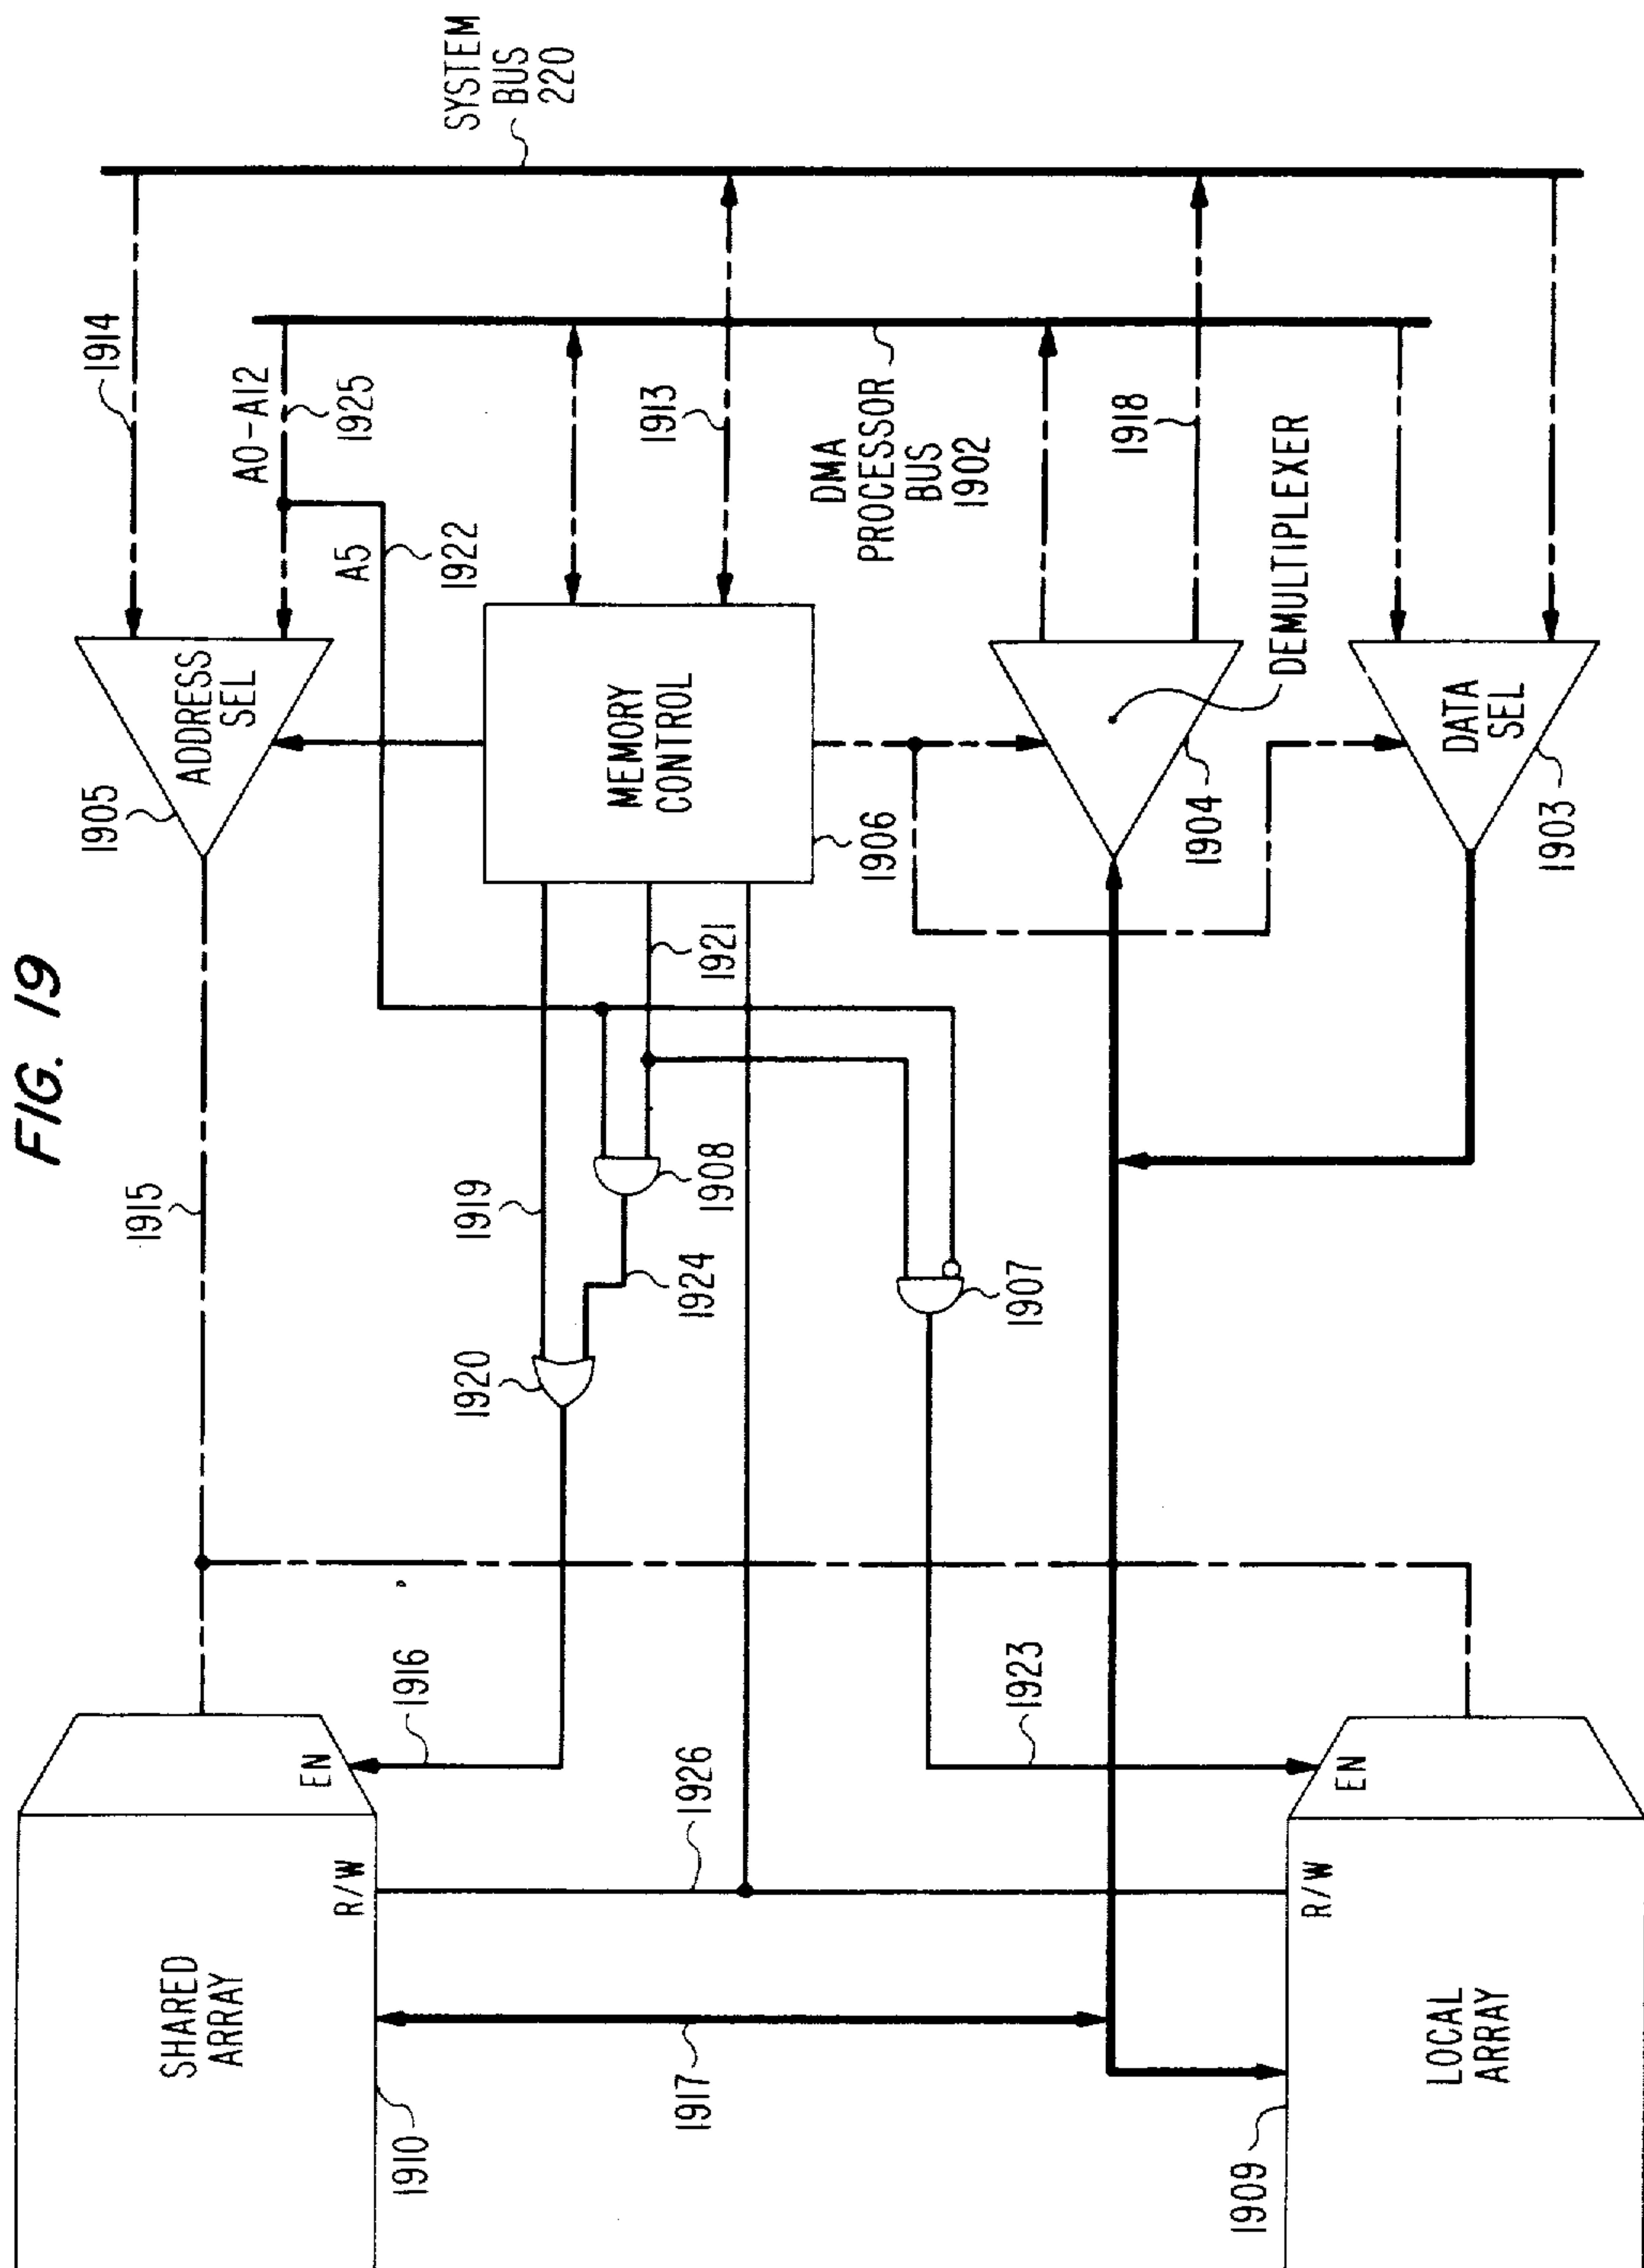 FIG. 19
SHARED
ARRAY
1910
R/W
EN
1916
1926
1917
1915
1905
ADDRESS
SEL
1914
A0-A12
1925
A5
1922
SYSTEM
BUS
220
1920
1919
1924
1908
1921
MEMORY
CONTROL
1906
1913
DMA
PROCESSOR
BUS
1902
1923
1907
1904
DEMULTIPLEXER
1918
LOCAL
ARRAY
1909
R/W
EN
DATA
SEL
1903